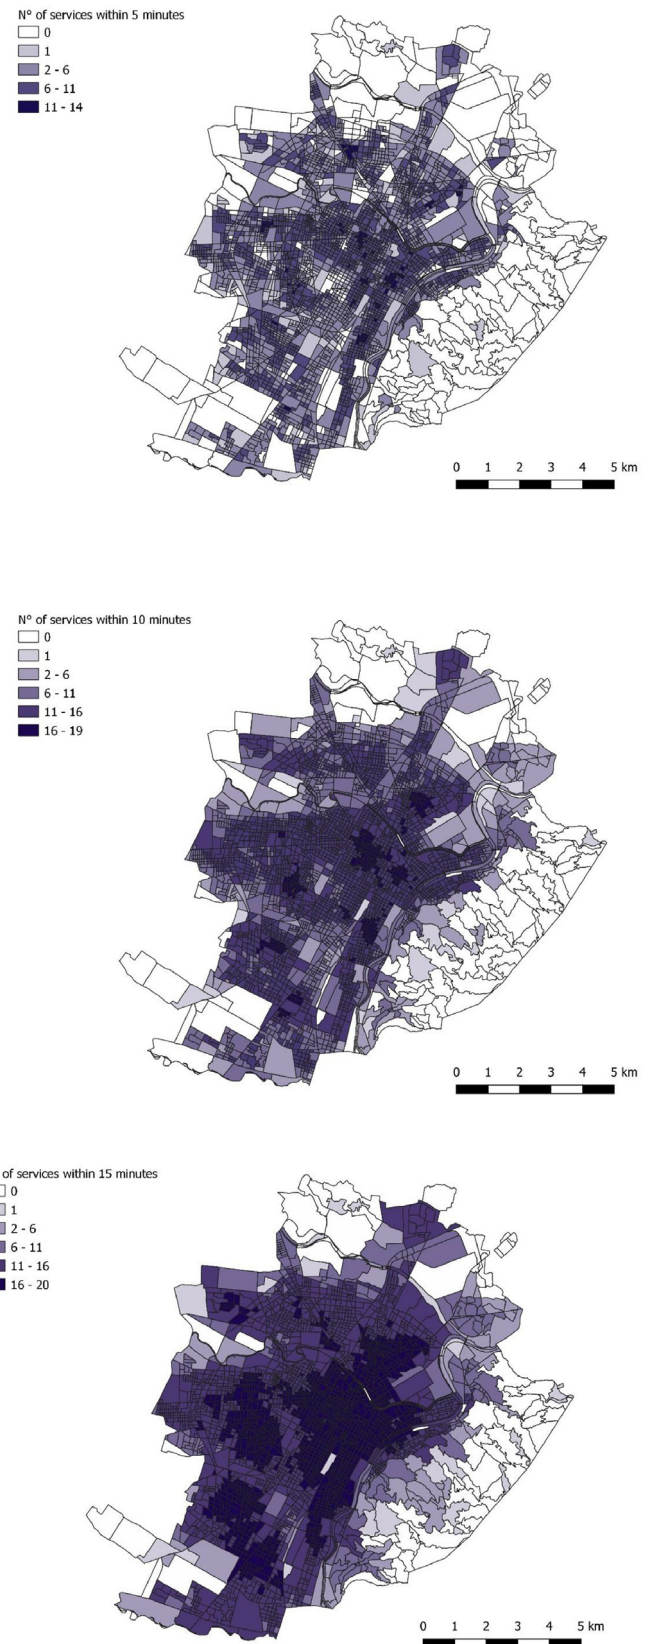 N° of services within 5 minutes
0
1
2 - 6
6 - 11
11 - 14
0 1 2 3 4 5 km
N° of services within 10 minutes
0
1
2 - 6
6 - 11
11 - 16
16 - 19
0 1 2 3 4 5 km
of services within 15 minutes
0
1
2 - 6
6 - 11
11 - 16
16 - 20
0 1 2 3 4 5 km